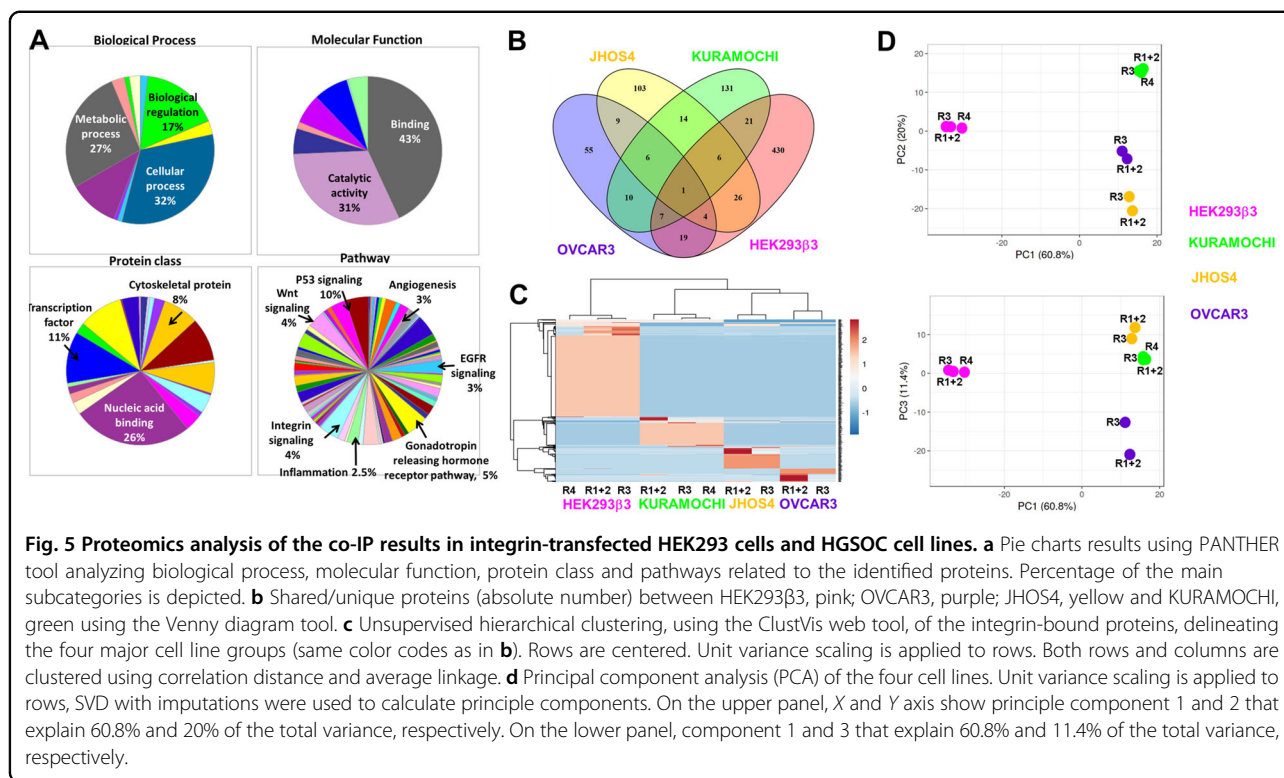 A
Biological Process
Biological regulation 17%
Metabolic process 27%
Cellular process 32%
Molecular Function
Binding 43%
Catalytic activity 31%
Protein class
Cytoskeletal protein 8%
Transcription factor 11%
Nucleic acid binding 26%
Pathway
P53 signaling 10%
Wnt signaling 4%
Angiogenesis 3%
EGFR signaling 3%
Integrin signaling 4%
Inflammation 2.5%
Gonadotropin releasing hormone receptor pathway, 5%
B
JHOS4
KURAMOCHI
103
131
9
14
21
55
6
6
430
10
1
26
7
4
19
OVCAR3
HEK293β3
C
2
1
0
-1
R4 R1+2 R3 R1+2 R3 R4 R1+2 R3 R1+2 R3
HEK293β3 KURAMOCHI JHOS4 OVCAR3
D
R1+2
R3
R4
R3 R4
R1+2
R3
R1+2
R3
R1+2
PC2 (20%)
20
10
0
-10
-20
-20
0
20
PC1 (60.8%)
HEK293β3
KURAMOCHI
JHOS4
OVCAR3
R1+2
R3
R4
R3
R1+2
R3 R4
R1+2
R3
R1+2
PC3 (11.4%)
10
0
-10
-20
-20
0
20
PC1 (60.8%)
Fig. 5 Proteomics analysis of the co-IP results in integrin-transfected HEK293 cells and HGSOC cell lines. a Pie charts results using PANTHER
tool analyzing biological process, molecular function, protein class and pathways related to the identified proteins. Percentage of the main
subcategories is depicted. b Shared/unique proteins (absolute number) between HEK293β3, pink; OVCAR3, purple; JHOS4, yellow and KURAMOCHI,
green using the Venny diagram tool. c Unsupervised hierarchical clustering, using the ClustVis web tool, of the integrin-bound proteins, delineating
the four major cell line groups (same color codes as in b). Rows are centered. Unit variance scaling is applied to rows. Both rows and columns are
clustered using correlation distance and average linkage. d Principal component analysis (PCA) of the four cell lines. Unit variance scaling is applied to
rows, SVD with imputations were used to calculate principle components. On the upper panel, X and Y axis show principle component 1 and 2 that
explain 60.8% and 20% of the total variance, respectively. On the lower panel, component 1 and 3 that explain 60.8% and 11.4% of the total variance,
respectively.